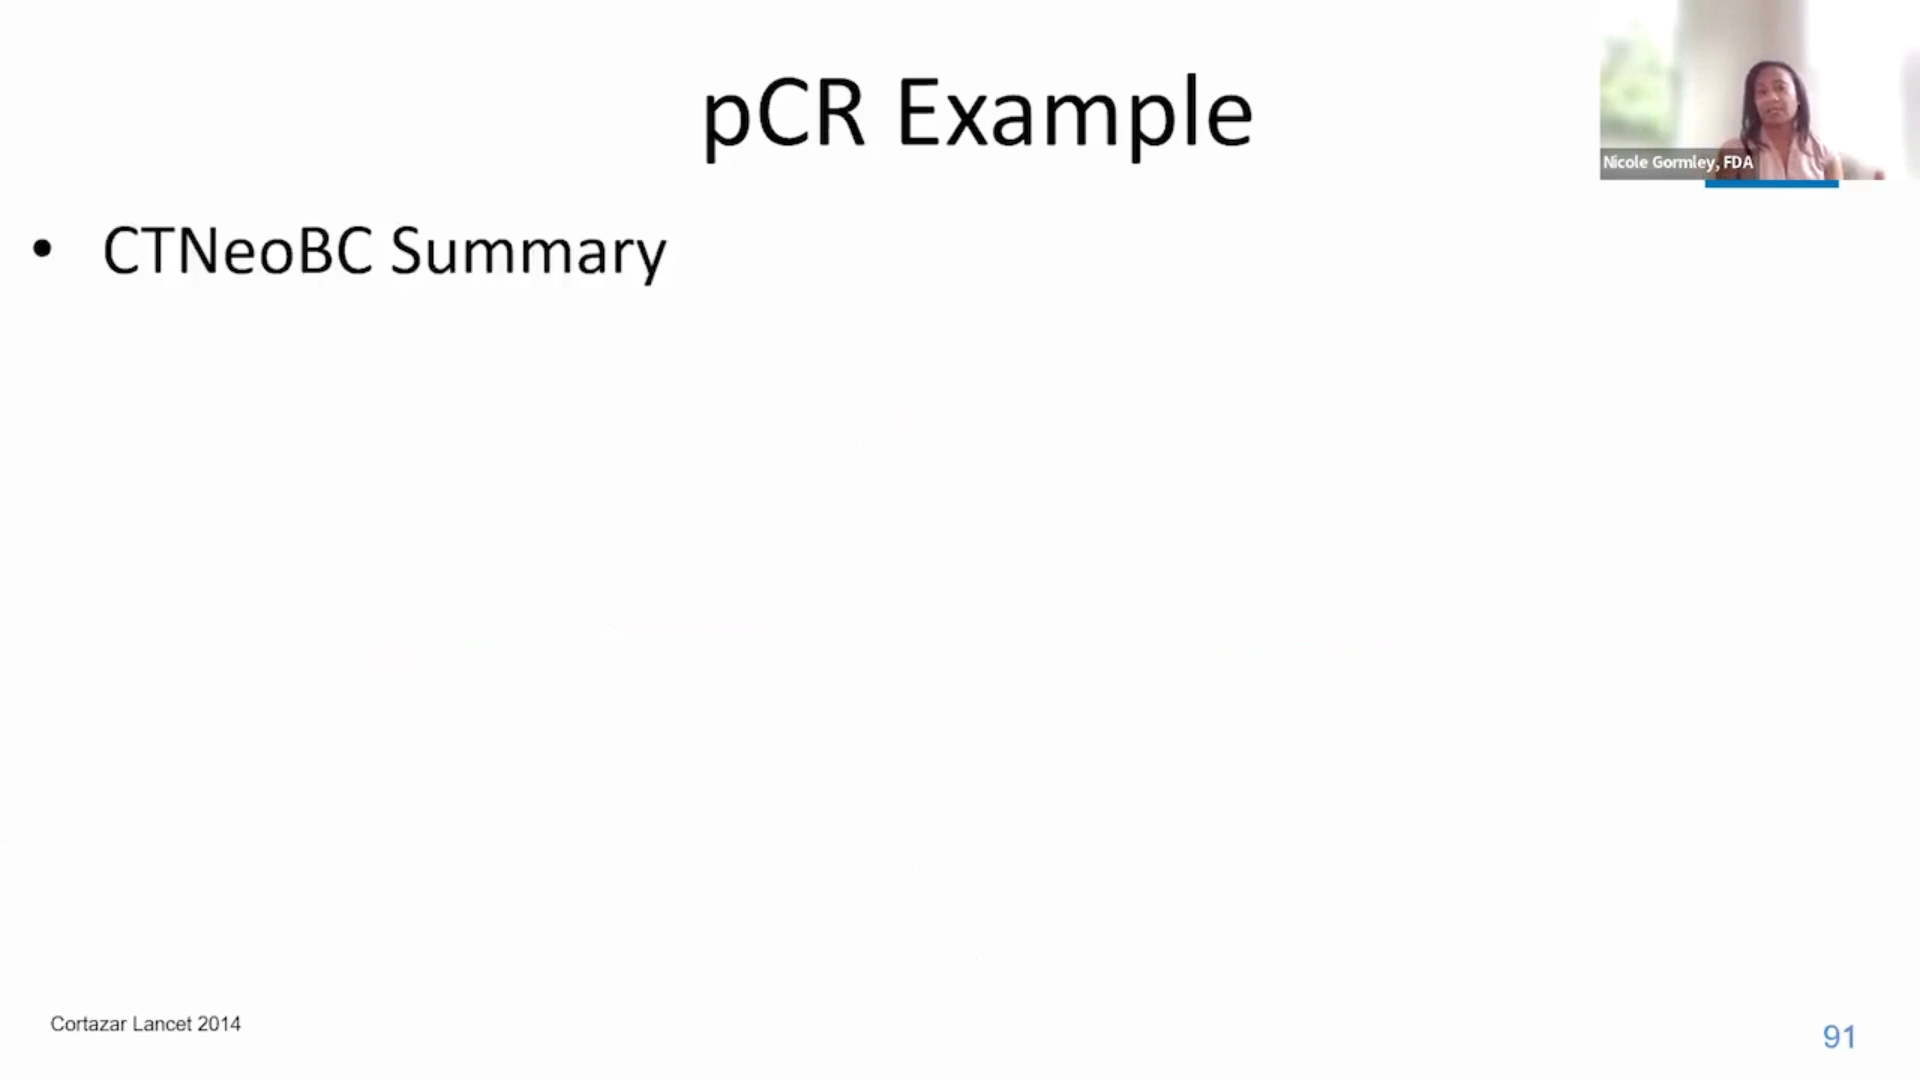 pCR Example
Nicole Gormley, FDA
• CTNeoBC Summary
Cortazar Lancet 2014
91